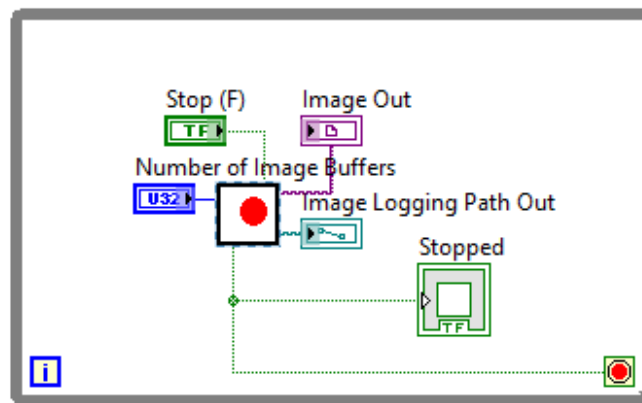 Stop (F)
Image Out
TF
Number of Image Buffers
U32
Image Logging Path Out
Stopped
TF
i